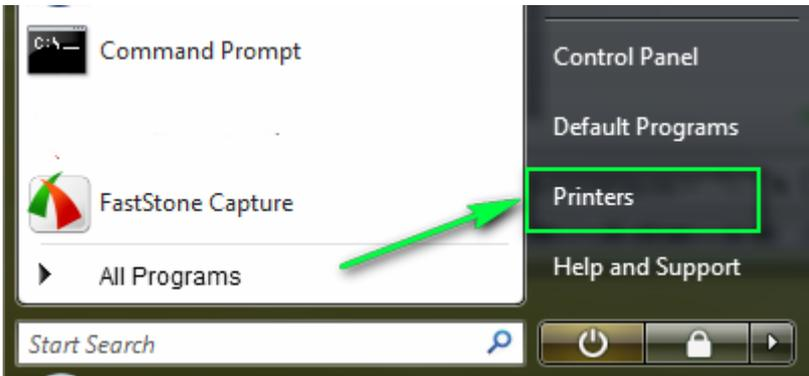 C:\_
Command Prompt
FastStone Capture
All Programs
Start Search
Control Panel
Default Programs
Printers
Help and Support